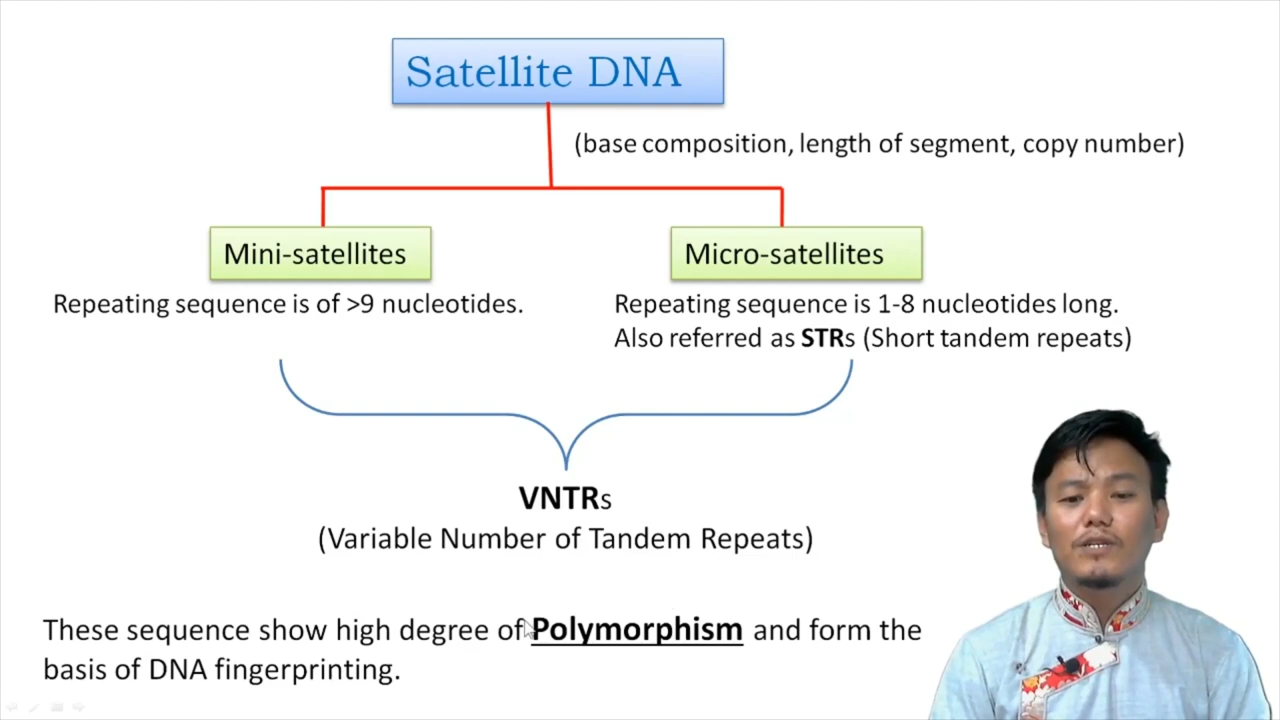 Satellite DNA
(base composition, length of segment, copy number)
Mini-satellites
Micro-satellites
Repeating sequence is of >9 nucleotides.
Repeating sequence is 1-8 nucleotides long.
Also referred as STRs (Short tandem repeats)
VNTRs
(Variable Number of Tandem Repeats)
These sequence show high degree of Polymorphism and form the
basis of DNA fingerprinting.